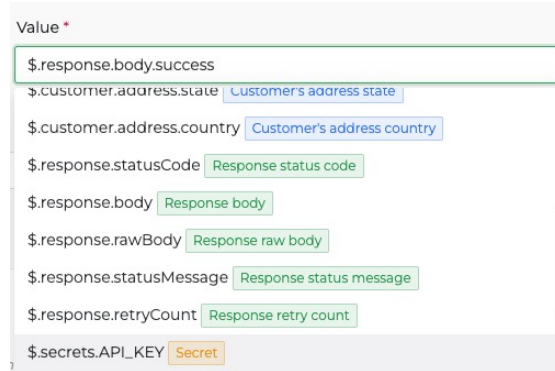 Value *
$.response.body.success
$.customer.address.state Customer's address state
$.customer.address.country Customer's address country
$.response.statusCode Response status code
$.response.body Response body
$.response.rawBody Response raw body
$.response.statusMessage Response status message
$.response.retryCount Response retry count
$.secrets.API_KEY Secret